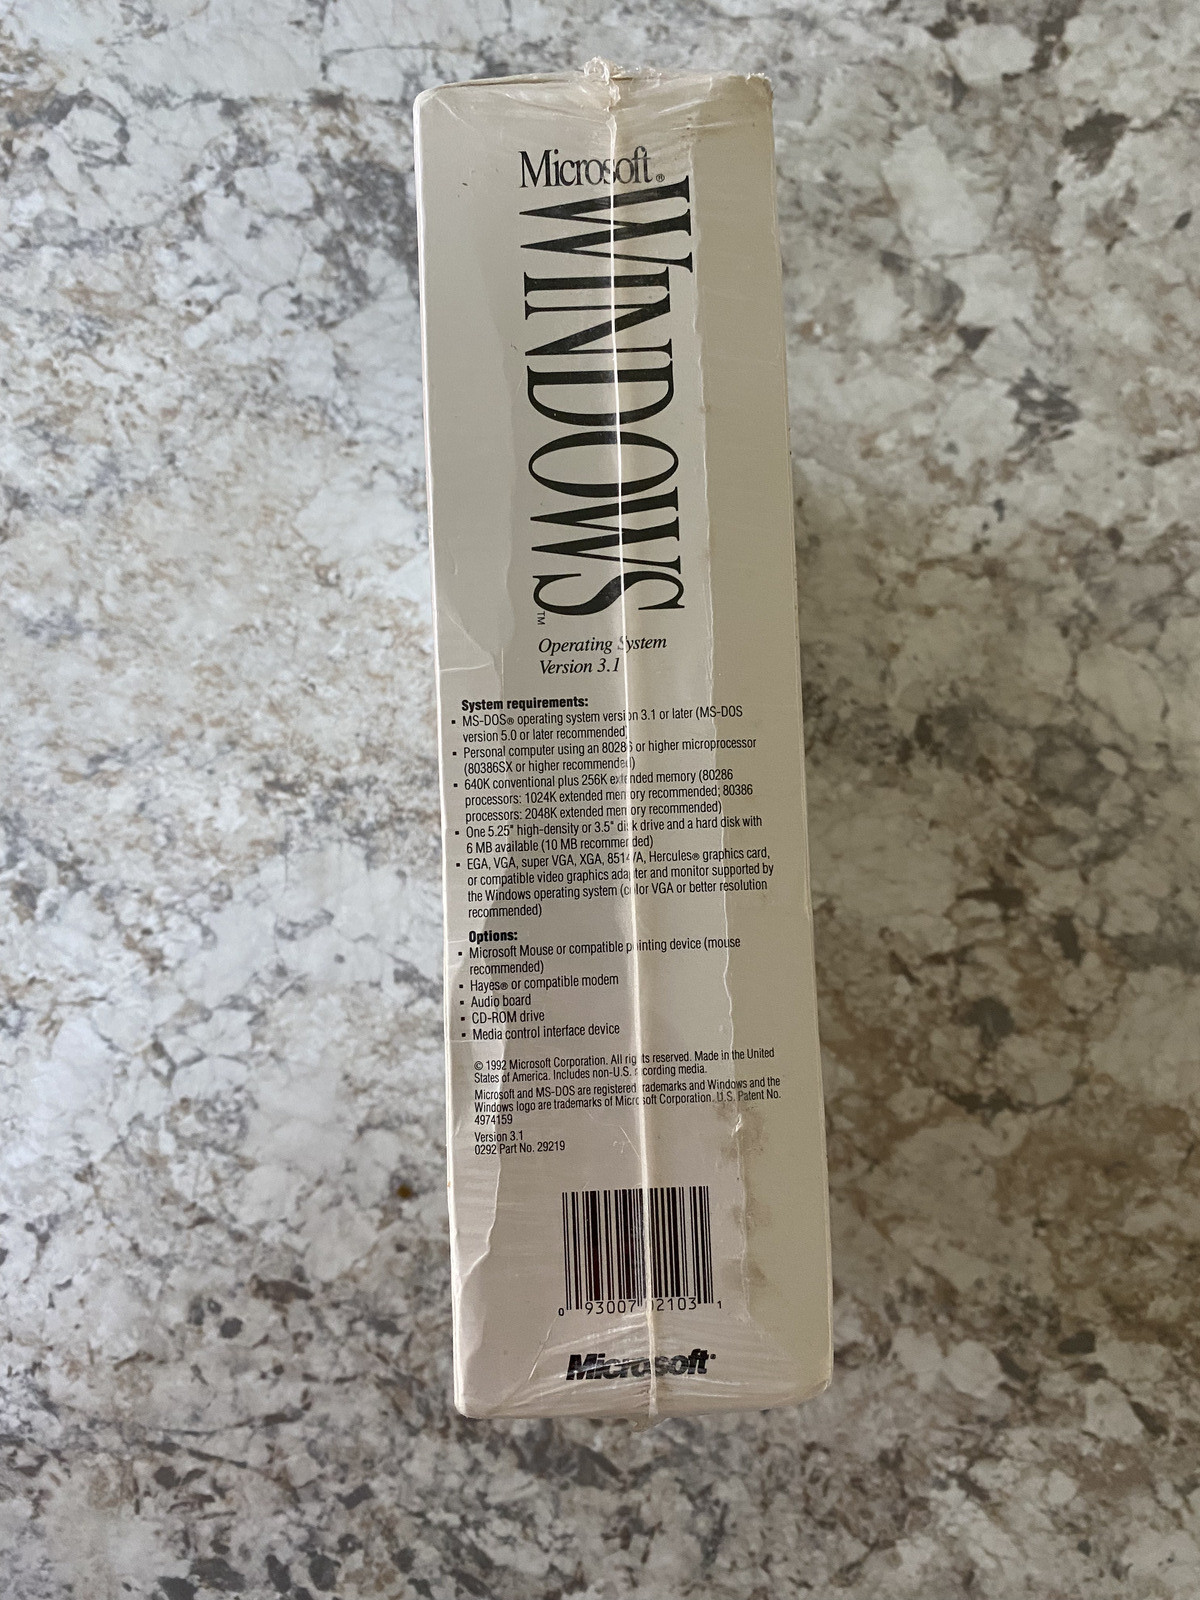 Microsoft®
WINDOWS™
Operating System
Version 3.1
System requirements:
▪ MS-DOS® operating system version 3.1 or later (MS-DOS
version 5.0 or later recommended)
▪ Personal computer using an 80286 or higher microprocessor
(80386SX or higher recommended)
▪ 640K conventional plus 256K extended memory (80286
processors: 1024K extended memory recommended; 80386
processors: 2048K extended memory recommended)
▪ One 5.25" high-density or 3.5" disk drive and a hard disk with
6 MB available (10 MB recommended)
▪ EGA, VGA, super VGA, XGA, 8514/A, Hercules® graphics card,
or compatible video graphics adapter and monitor supported by
the Windows operating system (color VGA or better resolution
recommended)
Options:
▪ Microsoft Mouse or compatible pointing device (mouse
recommended)
▪ Hayes® or compatible modem
▪ Audio board
▪ CD-ROM drive
▪ Media control interface device
© 1992 Microsoft Corporation. All rights reserved. Made in the United
States of America. Includes non-U.S. recording media.
Microsoft and MS-DOS are registered trademarks and Windows and the
Windows logo are trademarks of Microsoft Corporation. U.S. Patent No.
4974159
Version 3.1
0292 Part No. 29219
0 93007 02103 1
Microsoft®